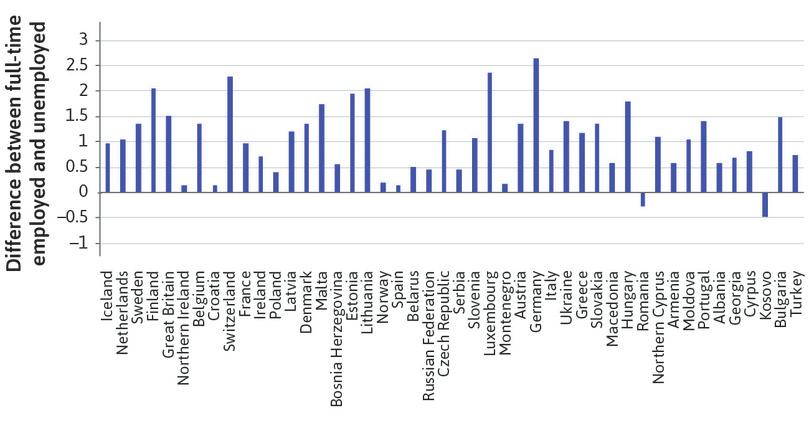 Difference between full-time
employed and unemployed
3
2.5
2
1.5
1
0.5
0
−0.5
−1
Iceland
Netherlands
Sweden
Finland
Great Britain
Northern Ireland
Belgium
Croatia
Switzerland
France
Ireland
Poland
Latvia
Denmark
Malta
Bosnia Herzegovina
Estonia
Lithuania
Norway
Spain
Belarus
Russian Federation
Czech Republic
Serbia
Slovenia
Luxembourg
Montenegro
Austria
Germany
Italy
Ukraine
Greece
Slovakia
Macedonia
Hungary
Romania
Northern Cyprus
Armenia
Moldova
Portugal
Albania
Georgia
Cyrpus
Kosovo
Bulgaria
Turkey